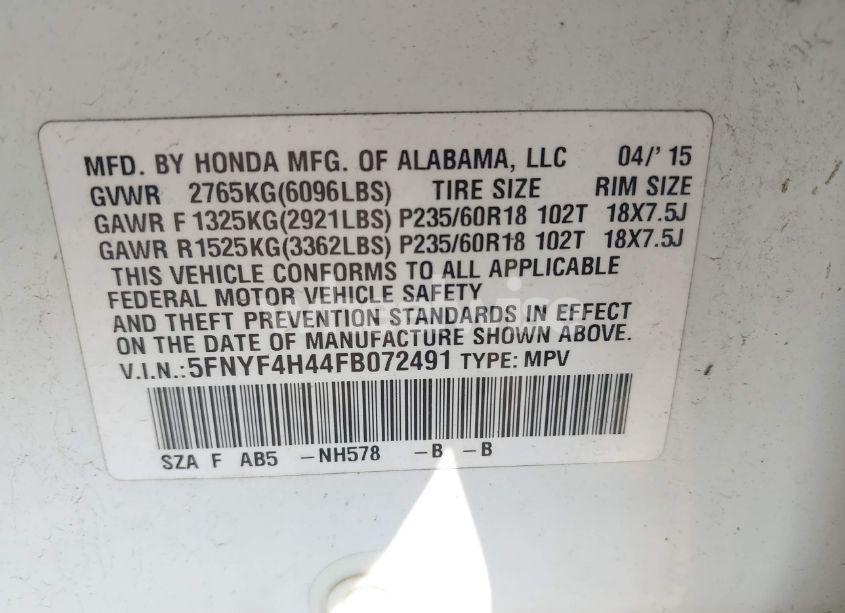 MFD. BY HONDA MFG. OF ALABAMA, LLC 04/' 15
GVWR 2765KG(6096LBS) TIRE SIZE RIM SIZE
GAWR F 1325KG(2921LBS) P235/60R18 102T 18X7.5J
GAWR R1525KG(3362LBS) P235/60R18 102T 18X7.5J
THIS VEHICLE CONFORMS TO ALL APPLICABLE
FEDERAL MOTOR VEHICLE SAFETY
AND THEFT PREVENTION STANDARDS IN EFFECT
ON THE DATE OF MANUFACTURE SHOWN ABOVE.
V.I.N.:5FNYF4H44FB072491 TYPE: MPV
SZA F AB5 -NH578 -B -B